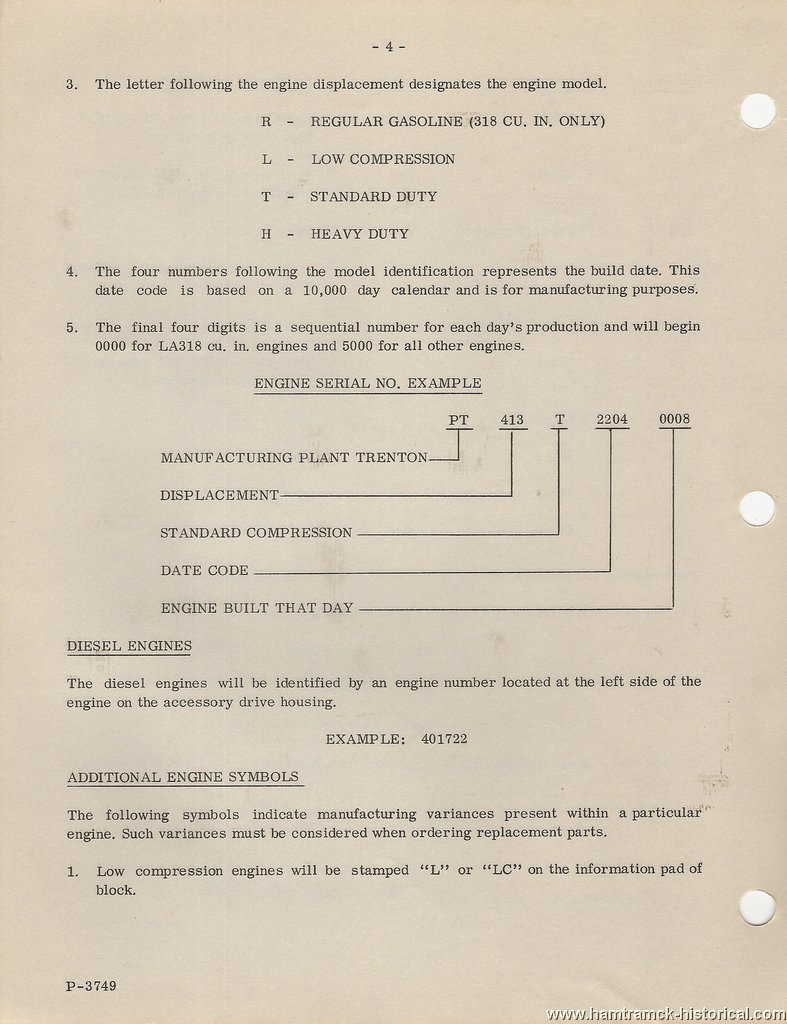 - 4 -
3. The letter following the engine displacement designates the engine model.
R - REGULAR GASOLINE (318 CU. IN. ONLY)
L - LOW COMPRESSION
T - STANDARD DUTY
H - HEAVY DUTY
4. The four numbers following the model identification represents the build date. This
date code is based on a 10,000 day calendar and is for manufacturing purposes.
5. The final four digits is a sequential number for each day's production and will begin
0000 for LA318 cu. in. engines and 5000 for all other engines.
ENGINE SERIAL NO. EXAMPLE
PT 413 T 2204 0008
MANUFACTURING PLANT TRENTON
DISPLACEMENT
STANDARD COMPRESSION
DATE CODE
ENGINE BUILT THAT DAY
DIESEL ENGINES
The diesel engines will be identified by an engine number located at the left side of the
engine on the accessory drive housing.
EXAMPLE: 401722
ADDITIONAL ENGINE SYMBOLS
The following symbols indicate manufacturing variances present within a particular
engine. Such variances must be considered when ordering replacement parts.
1. Low compression engines will be stamped "L" or "LC" on the information pad of
block.
P-3749
www.hamtramck-historical.com